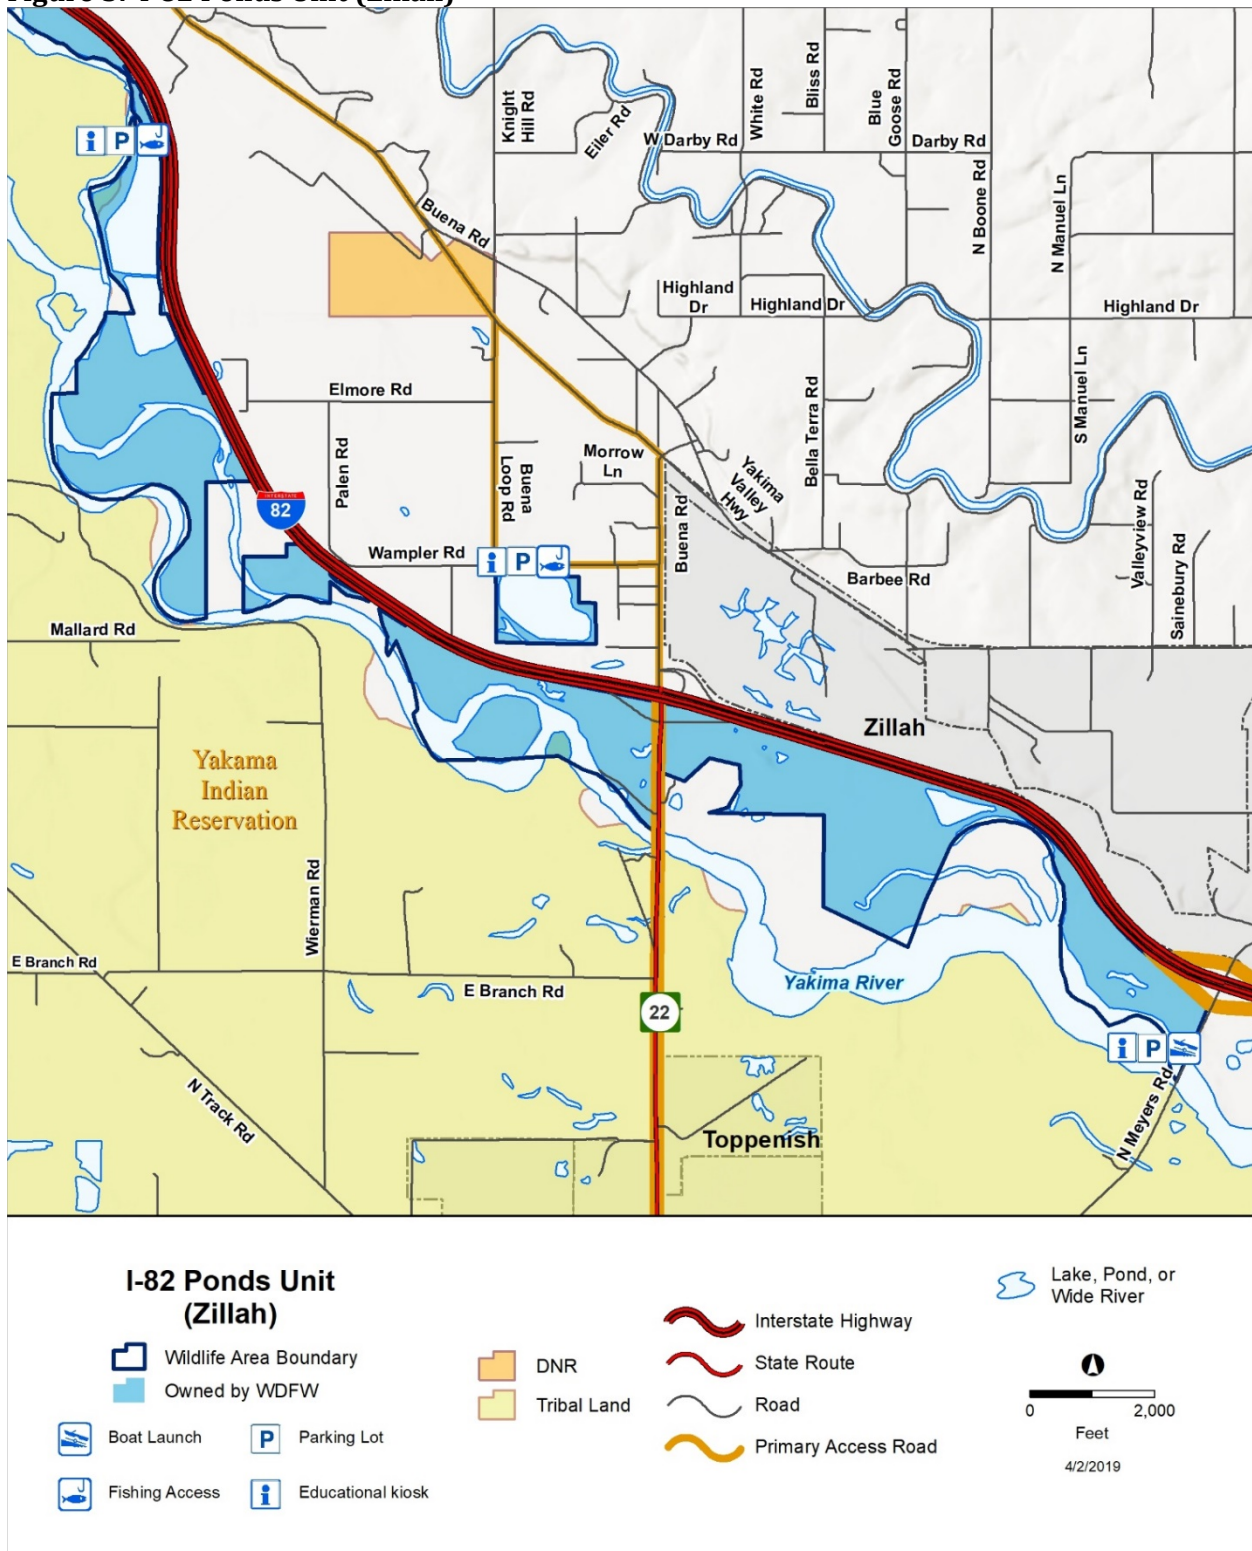 Knight
Hill Rd
Eiler Rd
W Darby Rd
White Rd
Bliss Rd
Blue
Goose Rd
Darby Rd
N Boone Rd
N Manuel Ln
Buena Rd
Highland
Dr
Highland Dr
Highland Dr
S Manuel Ln
Elmore Rd
Palen Rd
Buena
Loop Rd
Morrow
Ln
Yakima
Valley
Hwy
Bella Terra Rd
INTERSTATE
82
Wampler Rd
Buena Rd
Barbee Rd
Valleyview Rd
Sainebury Rd
i P
i P
Mallard Rd
Zillah
Yakama
Indian
Reservation
Wierman Rd
E Branch Rd
E Branch Rd
Yakima River
22
i P
N Track Rd
Toppenish
N Meyers Rd
I-82 Ponds Unit
(Zillah)
Wildlife Area Boundary
Owned by WDFW
Boat Launch
P Parking Lot
Fishing Access
i Educational kiosk
DNR
Tribal Land
Interstate Highway
State Route
Road
Primary Access Road
Lake, Pond, or
Wide River
0 2,000
Feet
4/2/2019